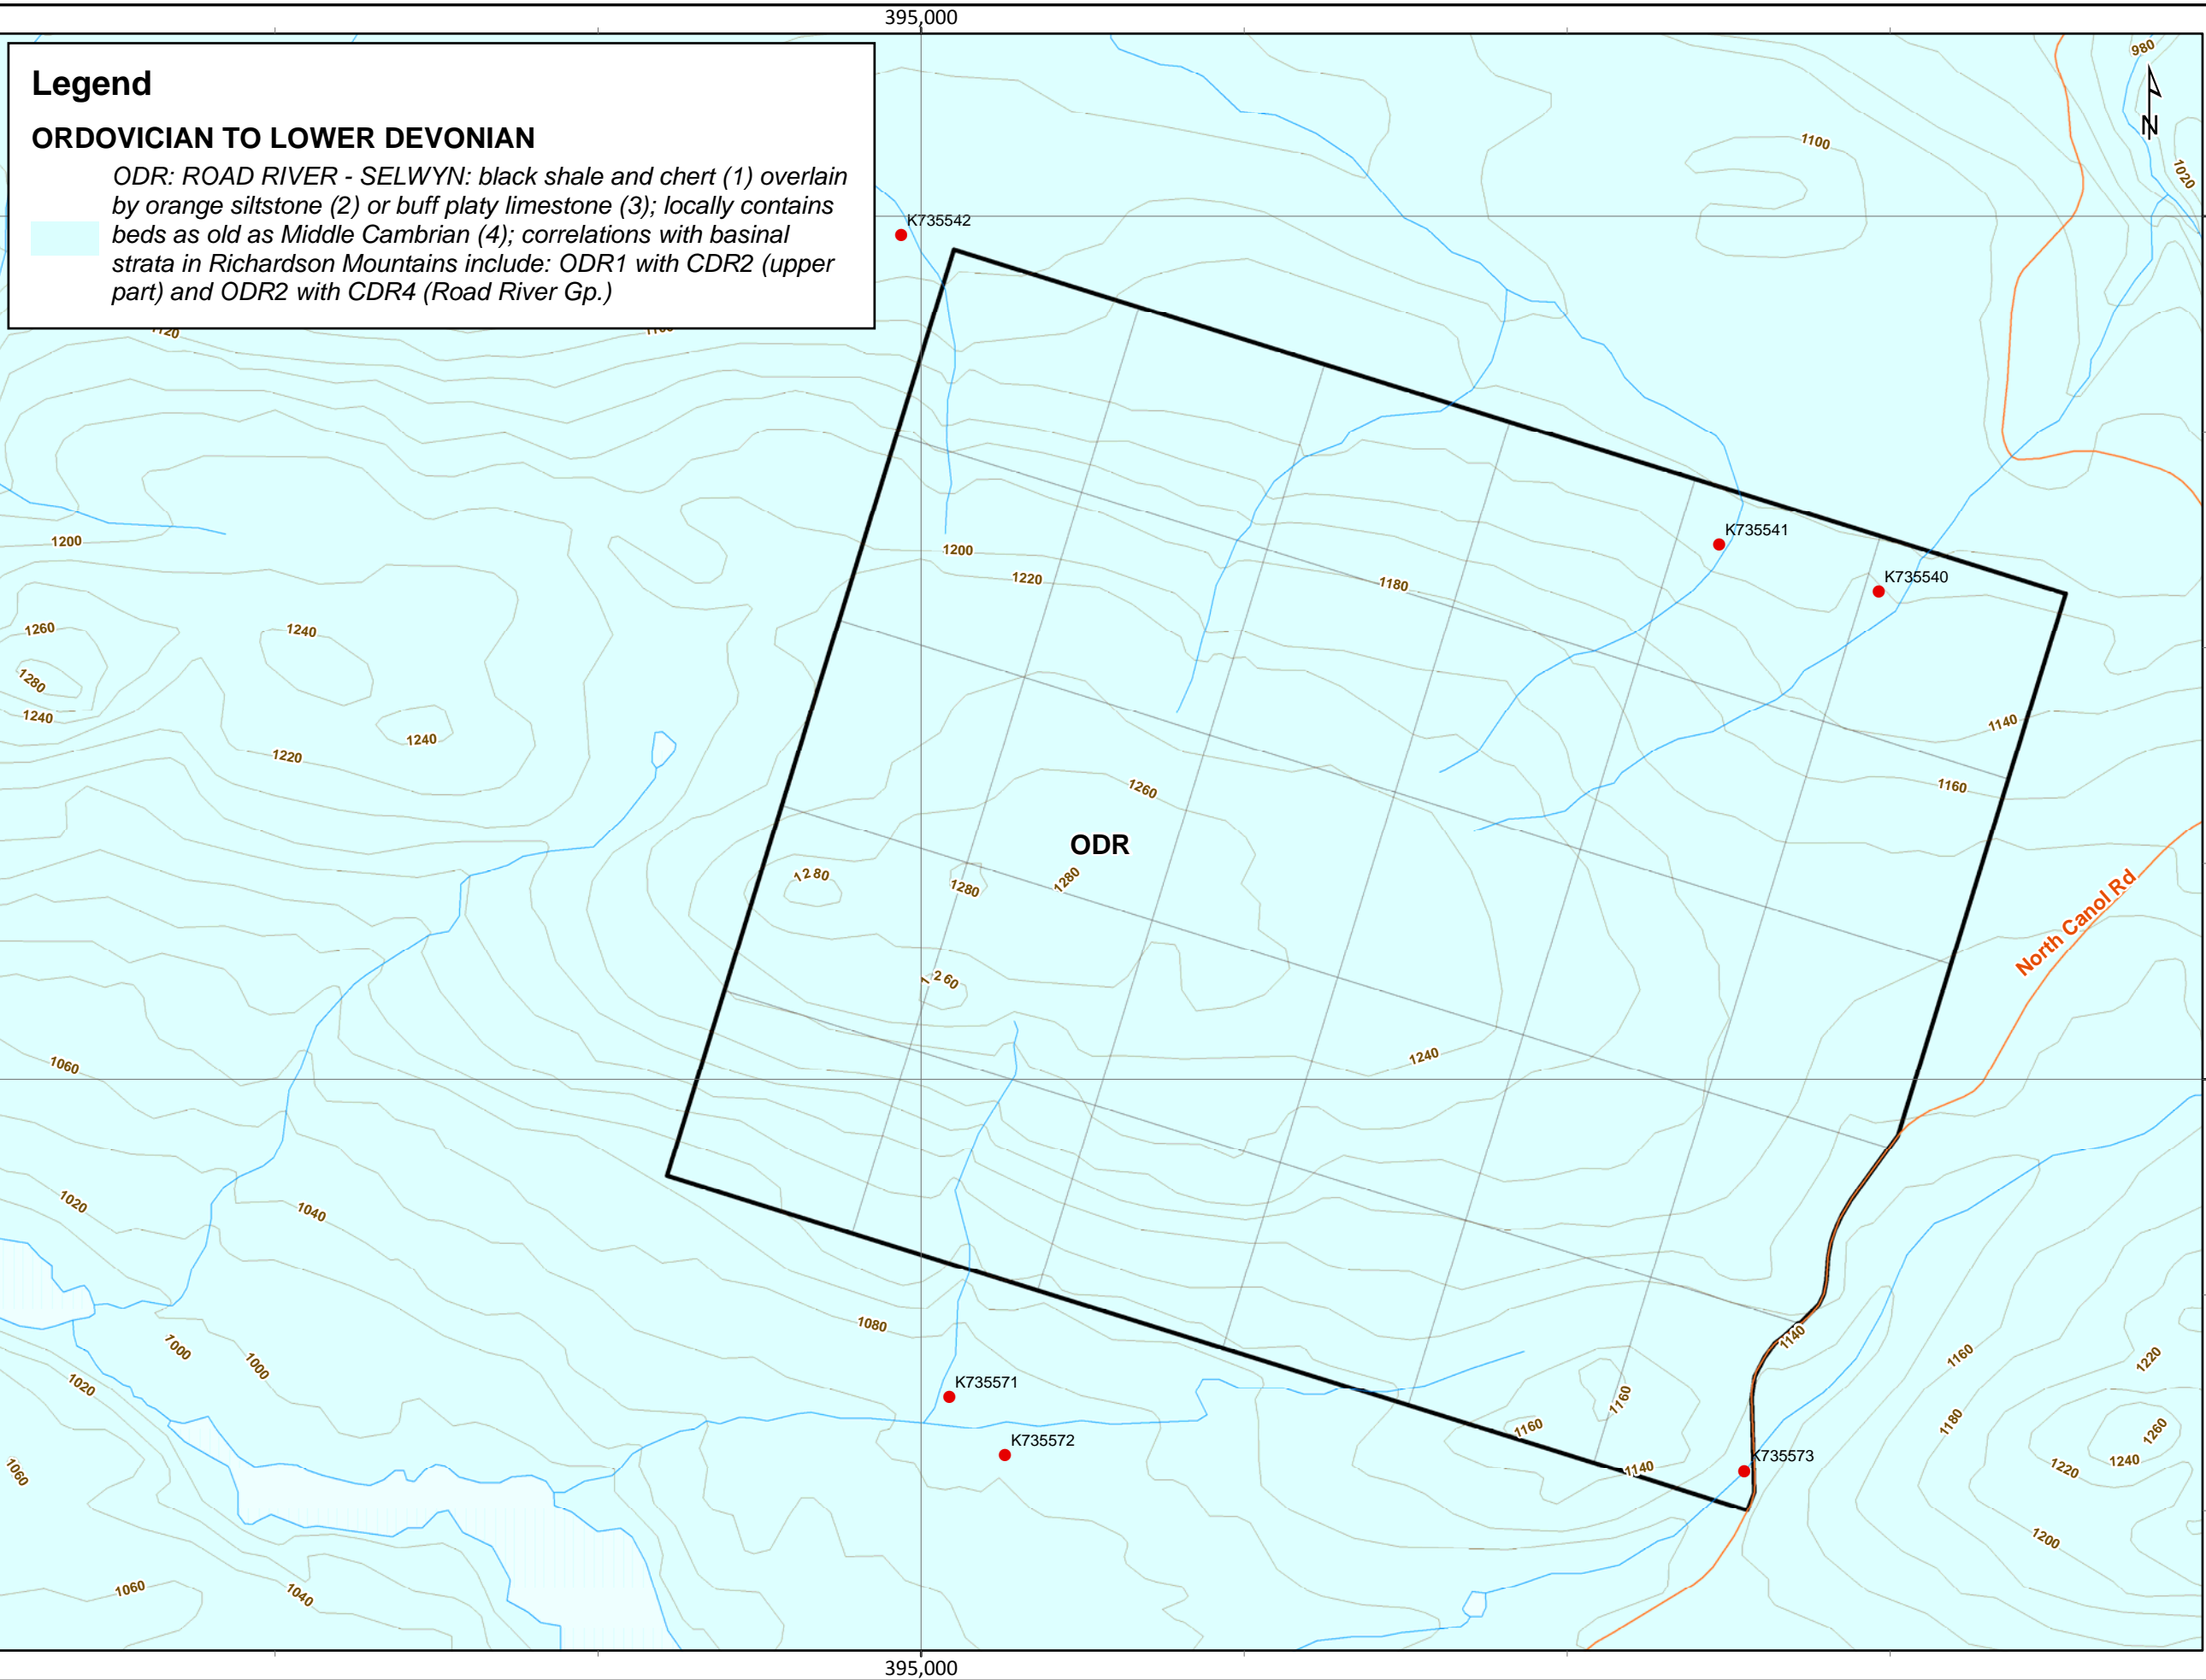 395,000
Legend
ORDOVICIAN TO LOWER DEVONIAN
ODR: ROAD RIVER - SELWYN: black shale and chert (1) overlain
by orange siltstone (2) or buff platy limestone (3); locally contains
beds as old as Middle Cambrian (4); correlations with basinal
strata in Richardson Mountains include: ODR1 with CDR2 (upper
part) and ODR2 with CDR4 (Road River Gp.)
980
N
1100
1020
K735542
K735541
1200
1200
1220
1180
K735540
1260
1240
1280
1240
1240
1220
1140
1260
1160
ODR
1280
1280
1280
North Canol Rd
1260
1240
1060
1020
1040
1080
1140
1000
1000
1020
1160
1220
K735571
1160
1160
1180
1260
K735572
1140
K735573
1220
1240
1060
1200
1060
1040
395,000